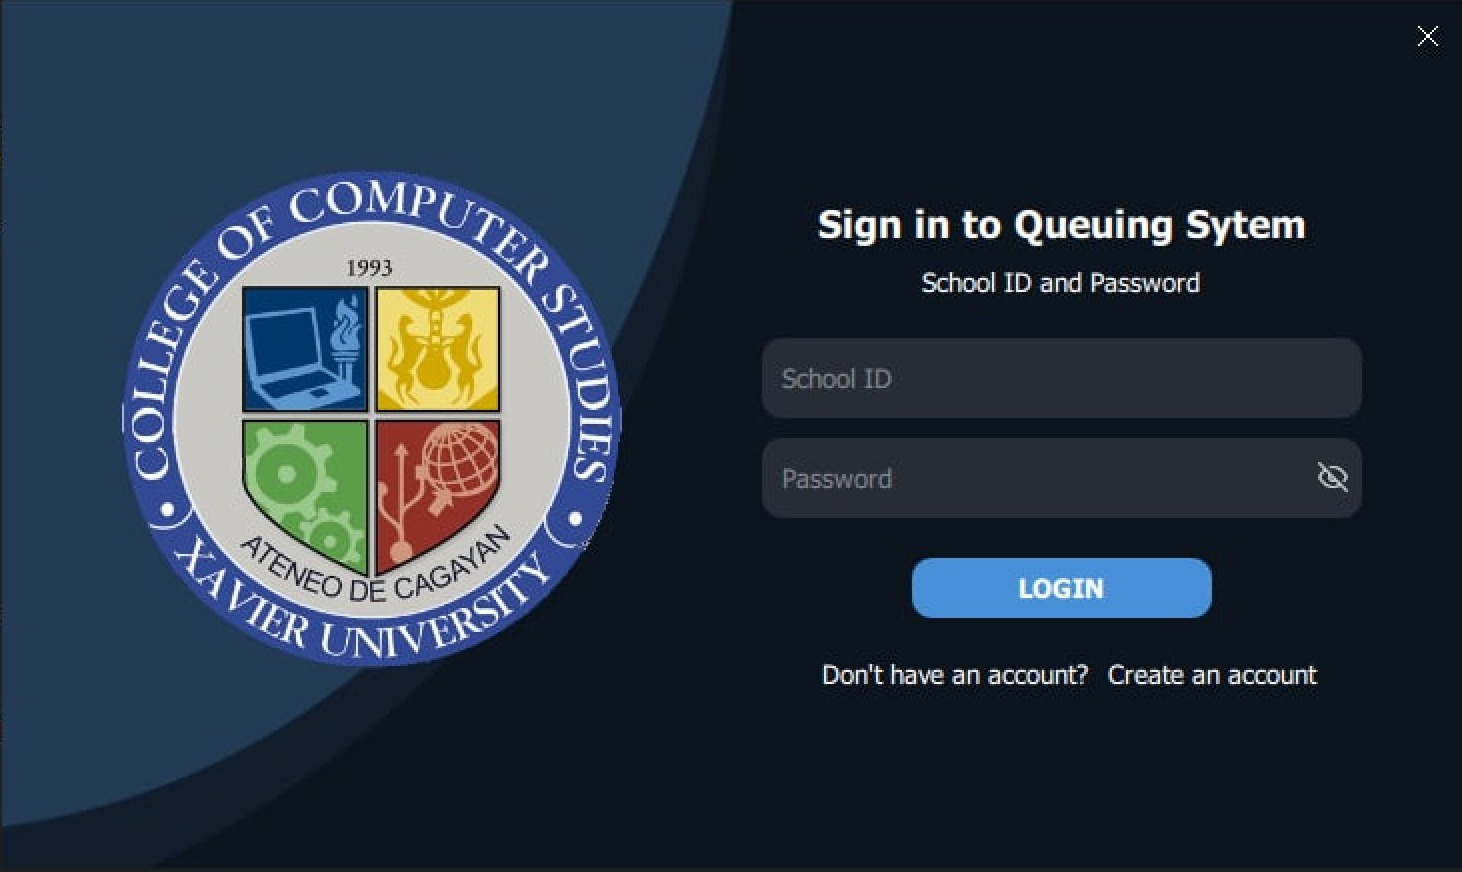 COLLEGE OF COMPUTER STUDIES
1993
ATENEO DE CAGAYAN
XAVIER UNIVERSITY
Sign in to Queuing Sytem
School ID and Password
School ID
Password
LOGIN
Don't have an account? Create an account